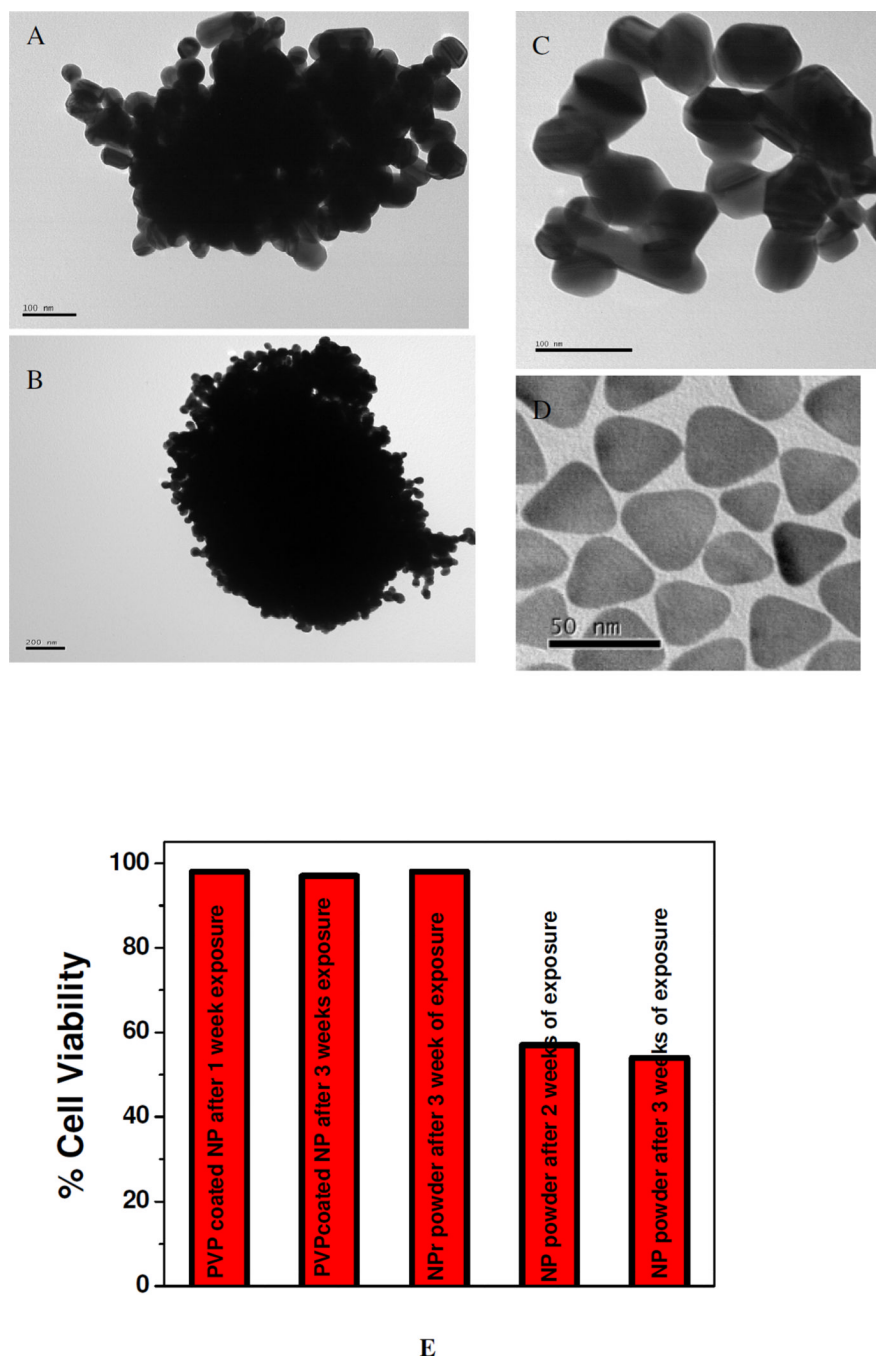 A
100 nm
B
200 nm
C
100 nm
D
50 nm
100
80
60
40
20
0
% Cell Viability
PVP coated NP after 1 week exposure
PVPcoated NP after 3 weeks exposure
NPr powder after 3 week of exposure
NP powder after 2 weeks of exposure
NP powder after 3 weeks of exposure
E